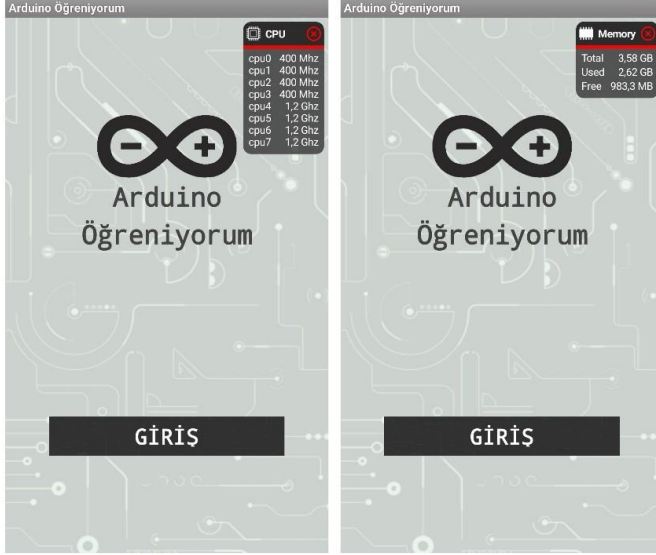 Arduino Öğreniyorum
CPU
cpu0 400 Mhz
cpu1 400 Mhz
cpu2 400 Mhz
cpu3 400 Mhz
cpu4 1,2 Ghz
cpu5 1,2 Ghz
cpu6 1,2 Ghz
cpu7 1,2 Ghz
Arduino
Öğreniyorum
GİRİŞ
Arduino Öğreniyorum
Memory
Total 3,58 GB
Used 2,62 GB
Free 983,3 MB
Arduino
Öğreniyorum
GİRİŞ